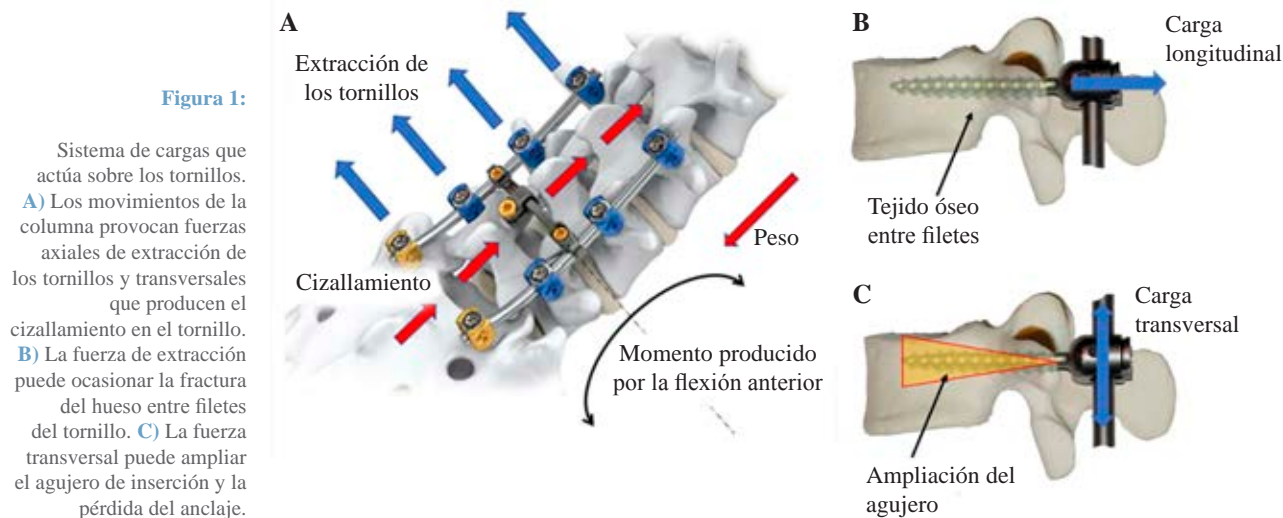 Figura 1:
Sistema de cargas que
actúa sobre los tornillos.
A) Los movimientos de la
columna provocan fuerzas
axiales de extracción de
los tornillos y transversales
que producen el
cizallamiento en el tornillo.
B) La fuerza de extracción
puede ocasionar la fractura
del hueso entre filetes
del tornillo. C) La fuerza
transversal puede ampliar
el agujero de inserción y la
pérdida del anclaje.
A
Extracción de
los tornillos
Cizallamiento
Peso
Momento producido
por la flexión anterior
B
Carga
longitudinal
Tejido óseo
entre filetes
C
Carga
transversal
Ampliación del
agujero